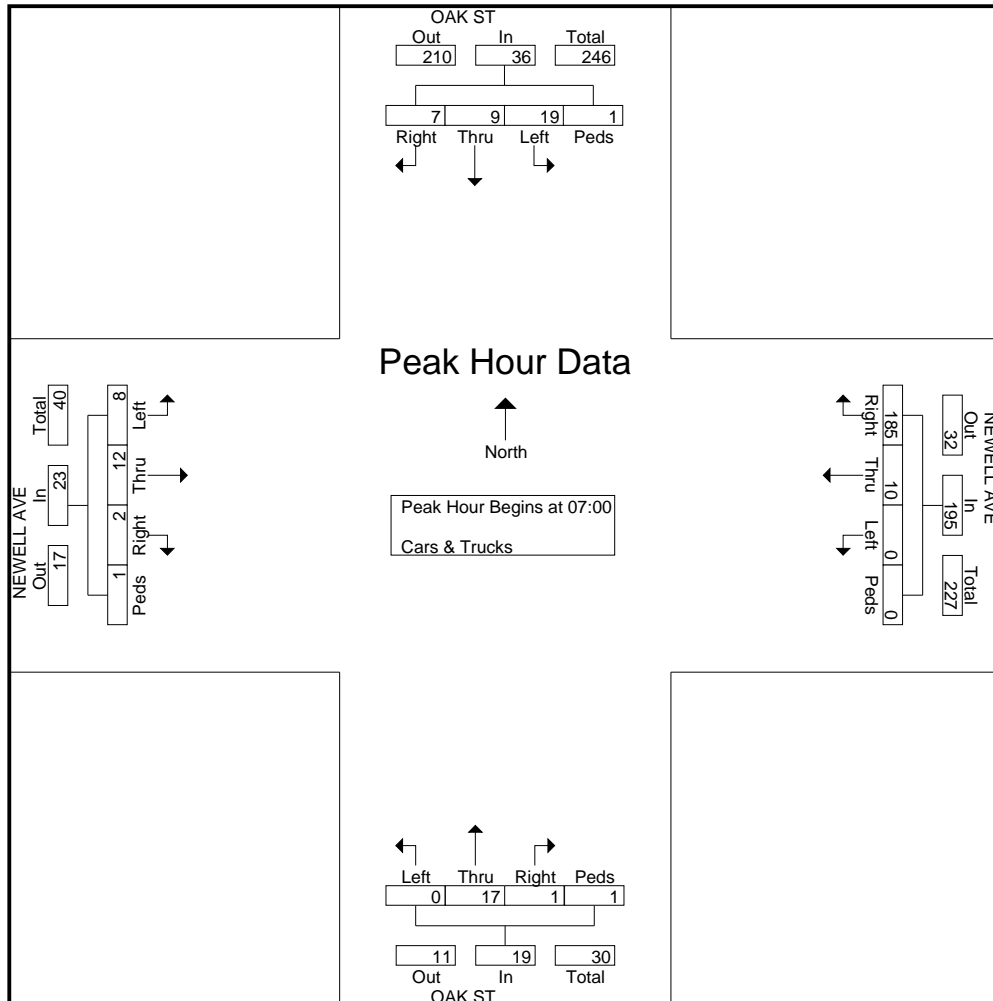 OAK ST
Out In Total
210 36 246
7 9 19 1
Right Thru Left Peds
Peak Hour Data
North
Peak Hour Begins at 07:00
Cars & Trucks
NEWELL AVE
Out In Total
17 23 40
1 2 12 8
Peds Right Thru Left
NEWELL AVE
Out In Total
32 195 227
185 10 0 0
Right Thru Left Peds
Left Thru Right Peds
0 17 1 1
11 19 30
Out In Total
OAK ST